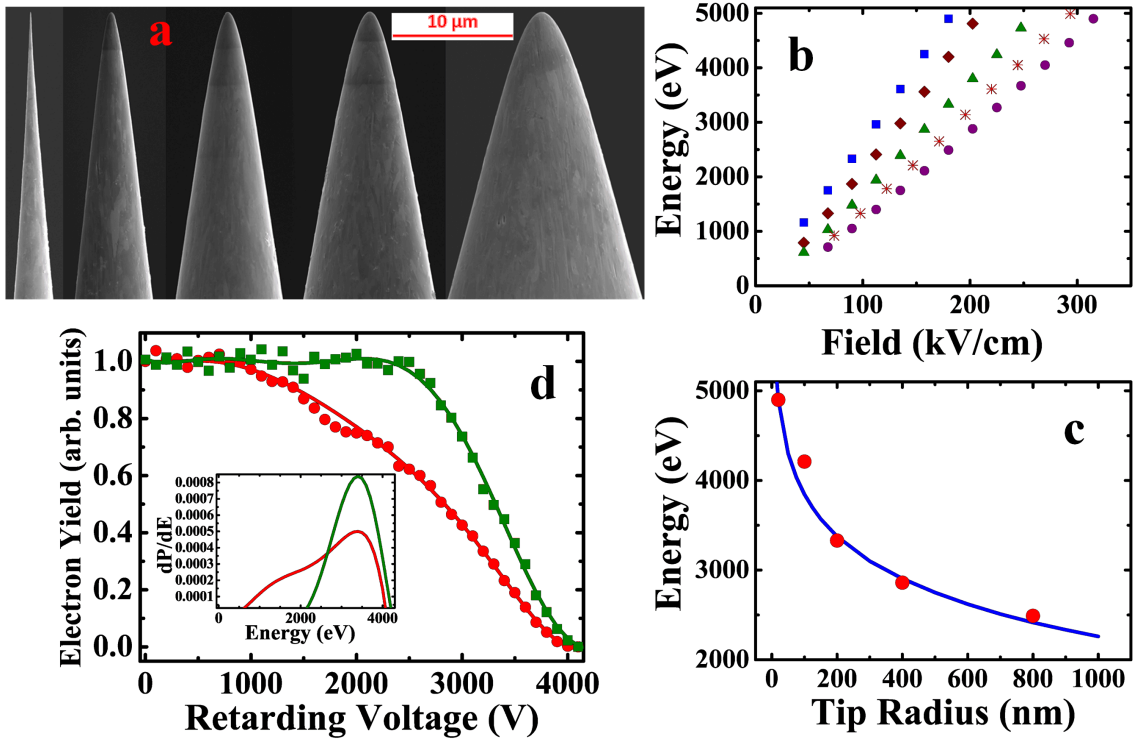 a
10 μm
b
Energy (eV)
5000
4000
3000
2000
1000
0
0 100 200 300
Field (kV/cm)
d
Electron Yield (arb. units)
1.0
0.8
0.6
0.4
0.2
0.0
0 1000 2000 3000 4000
Retarding Voltage (V)
dP/dE
0.0008
0.0007
0.0006
0.0005
0.0004
0.0003
0.0002
0.0001
0 2000 4000
Energy (eV)
c
Energy (eV)
5000
4000
3000
2000
0 200 400 600 800 1000
Tip Radius (nm)